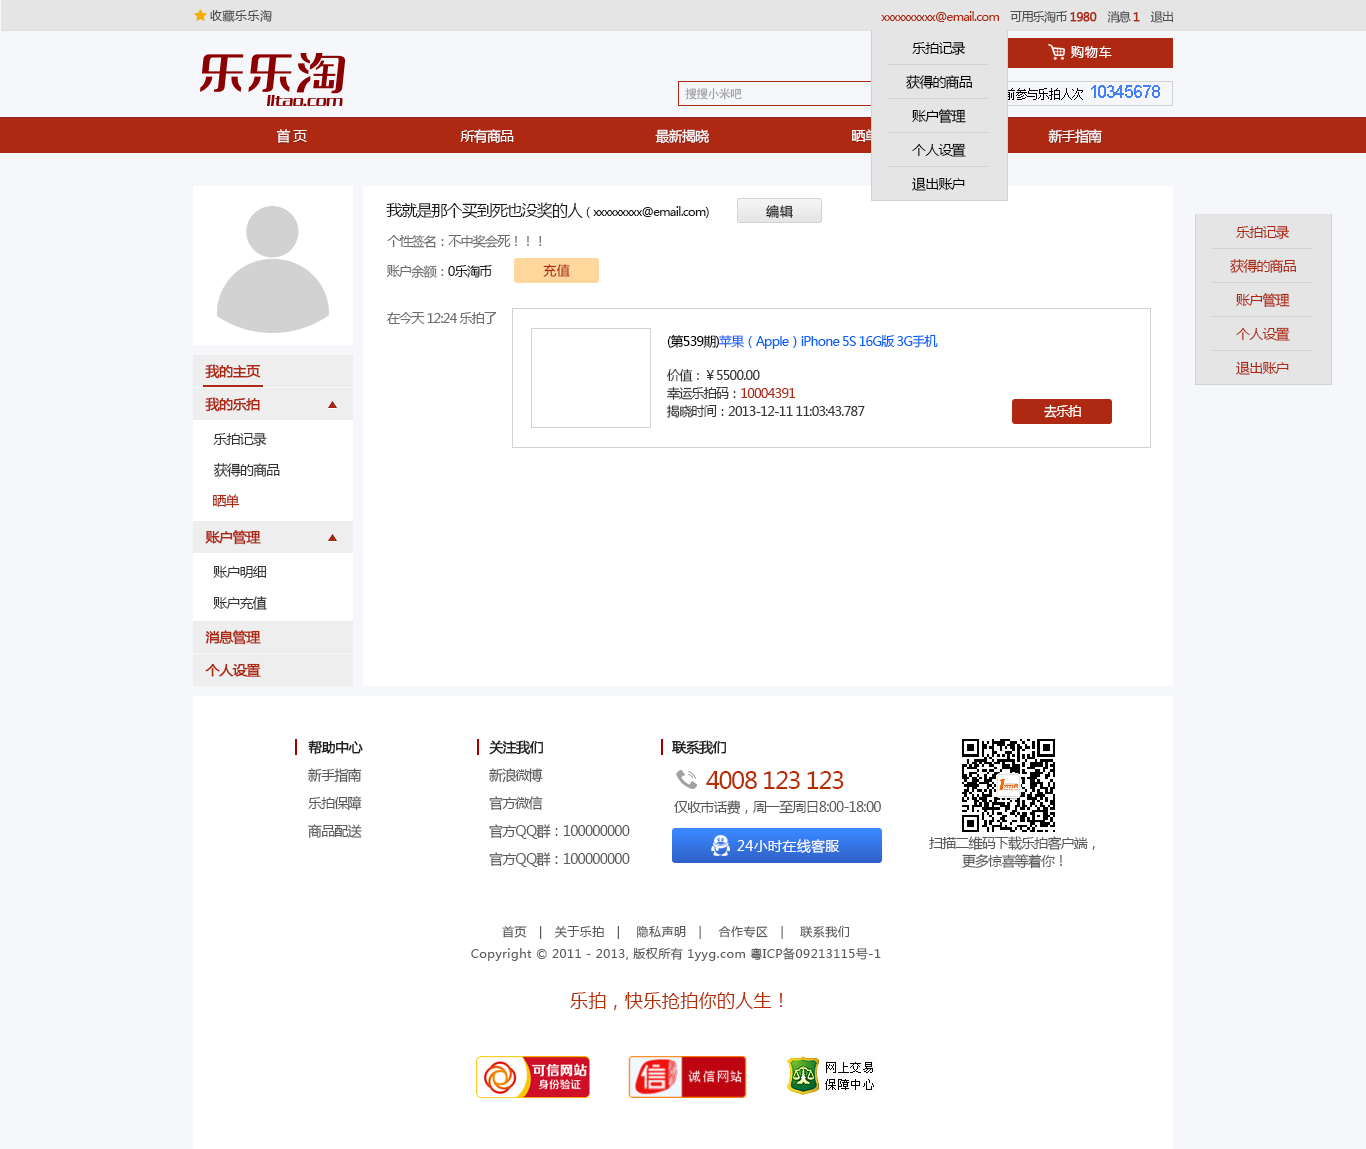 收藏乐乐淘
xxxxxxxxxx@email.com 可用乐淘币 1980 消息 1 退出
乐乐淘
lltao.com
乐拍记录
获得的商品
账户管理
个人设置
退出账户
购物车
搜搜小米吧
前参与乐拍人次 10345678
首 页 所有商品 最新揭晓 晒单 新手指南
我就是那个买到死也没奖的人（xxxxxxxxx@email.com） 编辑
个性签名：不中奖会死！！！
账户余额：0乐淘币 充值
在今天 12:24 乐拍了
(第539期)苹果（Apple）iPhone 5S 16G版 3G手机
价值：￥5500.00
幸运乐拍码：10004391
揭晓时间：2013-12-11 11:03:43.787
去乐拍
乐拍记录
获得的商品
账户管理
个人设置
退出账户
我的主页
我的乐拍
乐拍记录
获得的商品
晒单
账户管理
账户明细
账户充值
消息管理
个人设置
帮助中心
新手指南
乐拍保障
商品配送
关注我们
新浪微博
官方微信
官方QQ群：100000000
官方QQ群：100000000
联系我们
4008 123 123
仅收市话费，周一至周日8:00-18:00
24小时在线客服
扫描二维码下载乐拍客户端，
更多惊喜等着你！
首页 | 关于乐拍 | 隐私声明 | 合作专区 | 联系我们
Copyright © 2011 - 2013, 版权所有 1yyg.com 粤ICP备09213115号-1
乐拍，快乐抢拍你的人生！
可信网站
身份验证
信 诚信网站
网上交易
保障中心